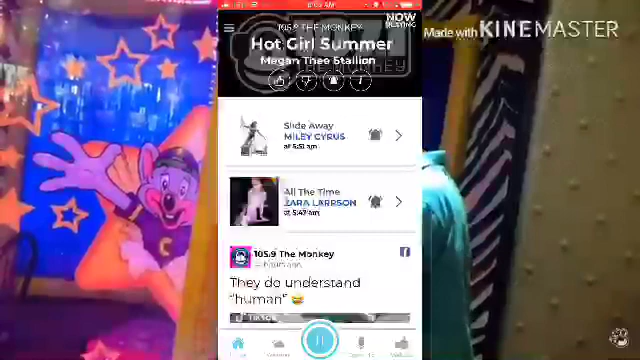 105.9 THE MONKEY
NOW
PLAYING
Made with KINEMASTER
Hot Girl Summer
Megan Thee Stallion
THE MONKEY
Slide Away
MILEY CYRUS
at 5:51 am
All The Time
ZARA LARSSON
at 5:47 am
105.9 The Monkey
They do understand
"human" 😂
C